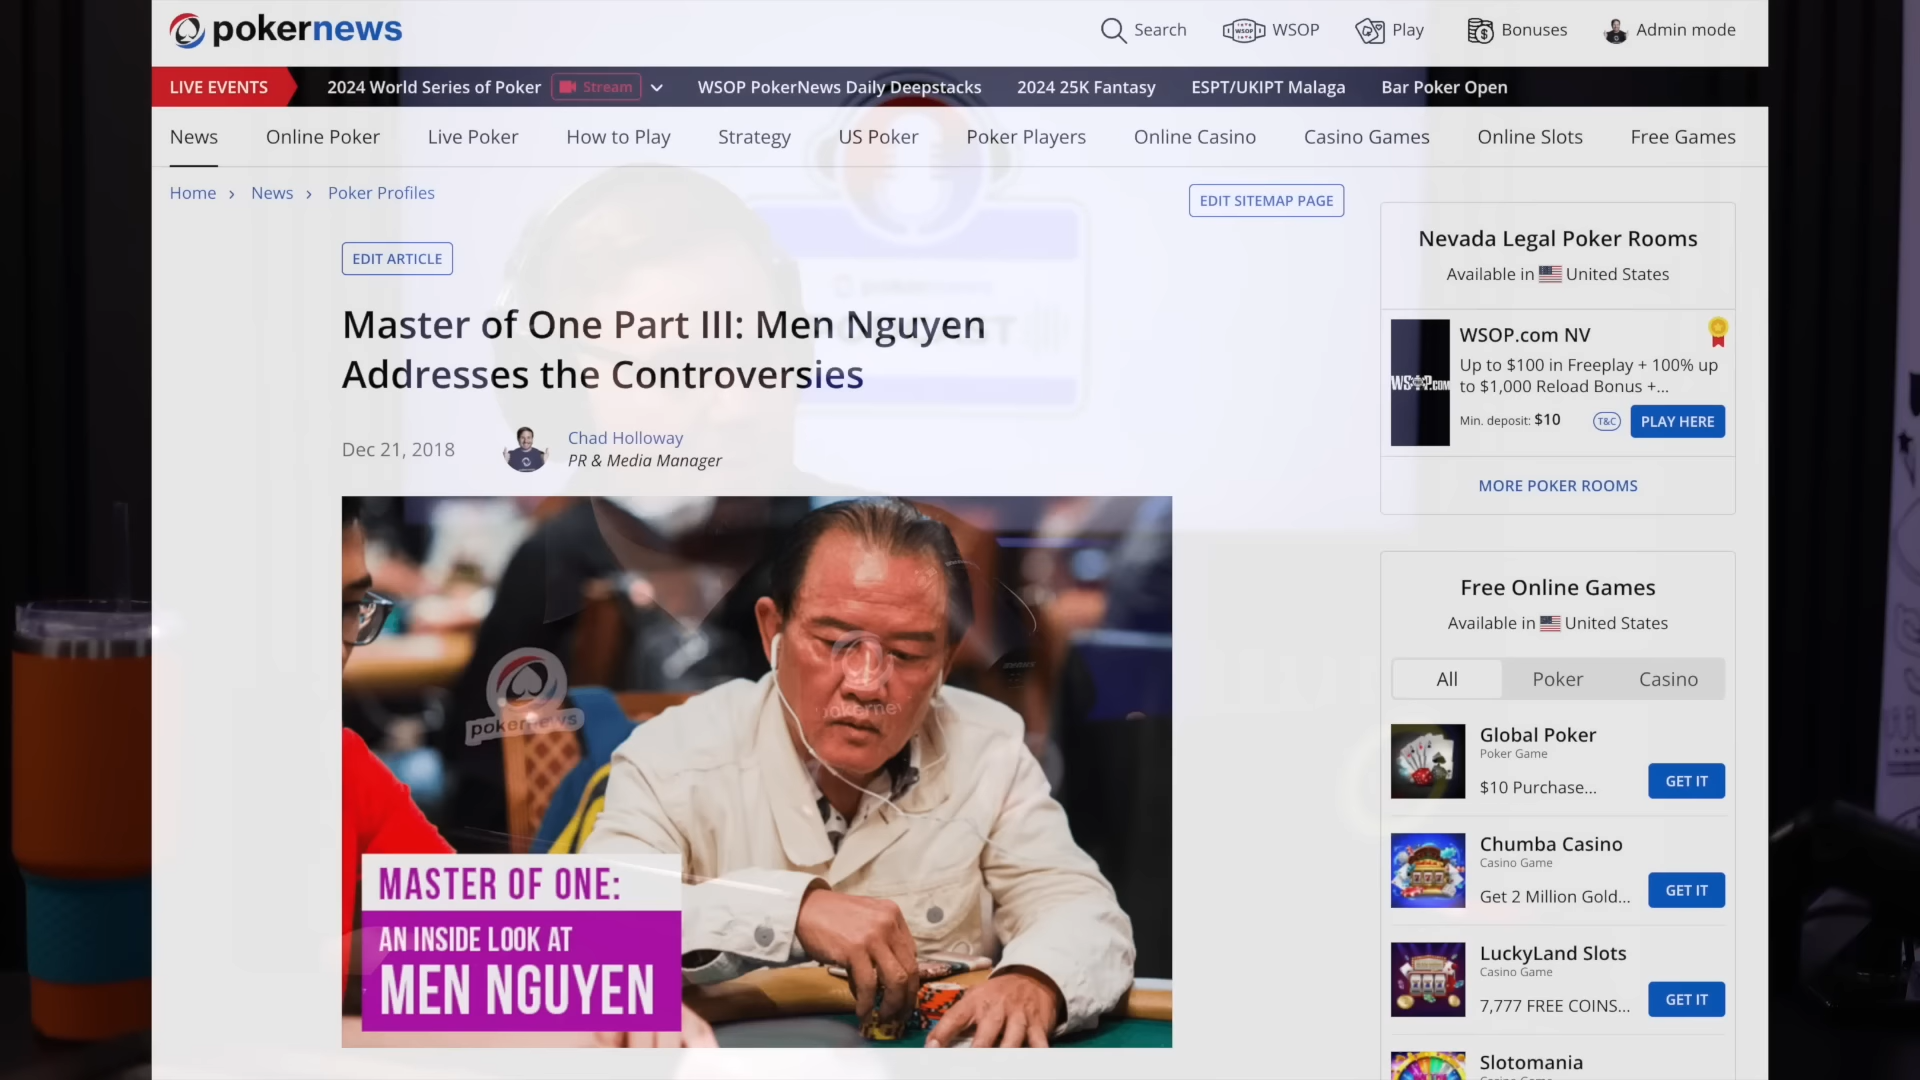 pokernews
Search
WSOP
WSOP
Play
Bonuses
Admin mode
LIVE EVENTS
2024 World Series of Poker
Stream
WSOP PokerNews Daily Deepstacks
2024 25K Fantasy
ESPT/UKIPT Malaga
Bar Poker Open
News
Online Poker
Live Poker
How to Play
Strategy
US Poker
Poker Players
Online Casino
Casino Games
Online Slots
Free Games
Home › News › Poker Profiles
EDIT SITEMAP PAGE
EDIT ARTICLE
Master of One Part III: Men Nguyen
Addresses the Controversies
Dec 21, 2018
Chad Holloway
PR & Media Manager
pokernews
MASTER OF ONE:
AN INSIDE LOOK AT
MEN NGUYEN
Nevada Legal Poker Rooms
Available in United States
WSOP.com
WSOP.com NV
Up to $100 in Freeplay + 100% up
to $1,000 Reload Bonus +...
Min. deposit: $10
T&C
PLAY HERE
MORE POKER ROOMS
Free Online Games
Available in United States
All
Poker
Casino
Global Poker
Poker Game
$10 Purchase...
GET IT
Chumba Casino
Casino Game
Get 2 Million Gold...
GET IT
LuckyLand Slots
Casino Game
7,777 FREE COINS...
GET IT
Slotomania